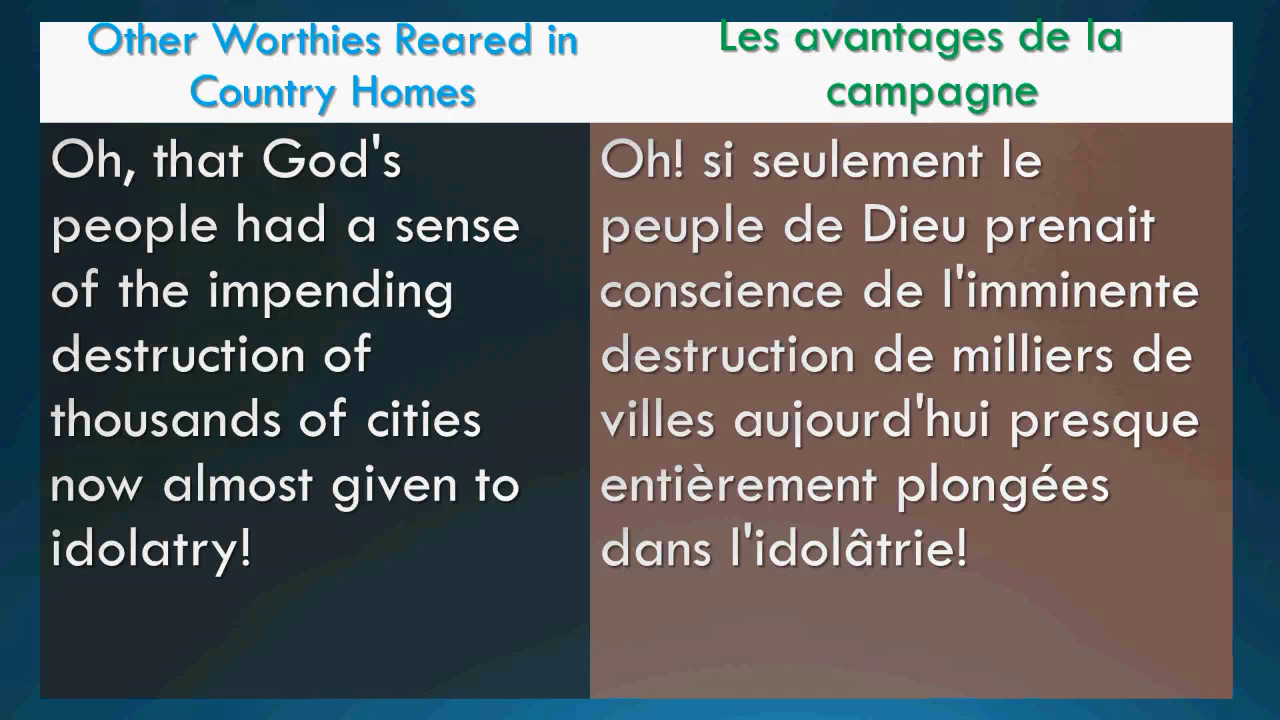 Other Worthies Reared in
Country Homes
Les avantages de la
campagne
Oh, that God's
people had a sense
of the impending
destruction of
thousands of cities
now almost given to
idolatry!
Oh! si seulement le
peuple de Dieu prenait
conscience de l'imminente
destruction de milliers de
villes aujourd'hui presque
entièrement plongées
dans l'idolâtrie!